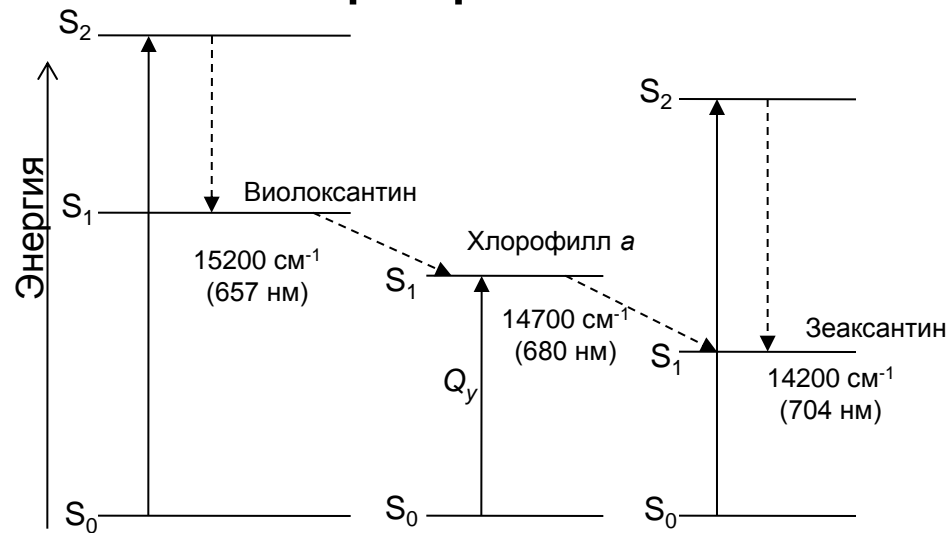 S2
S2
Энергия
S1
Виолоксантин
15200 см-1
(657 нм)
Хлорофилл a
S1
14700 см-1
(680 нм)
Qy
Зеаксантин
S1
14200 см-1
(704 нм)
S0
S0
S0